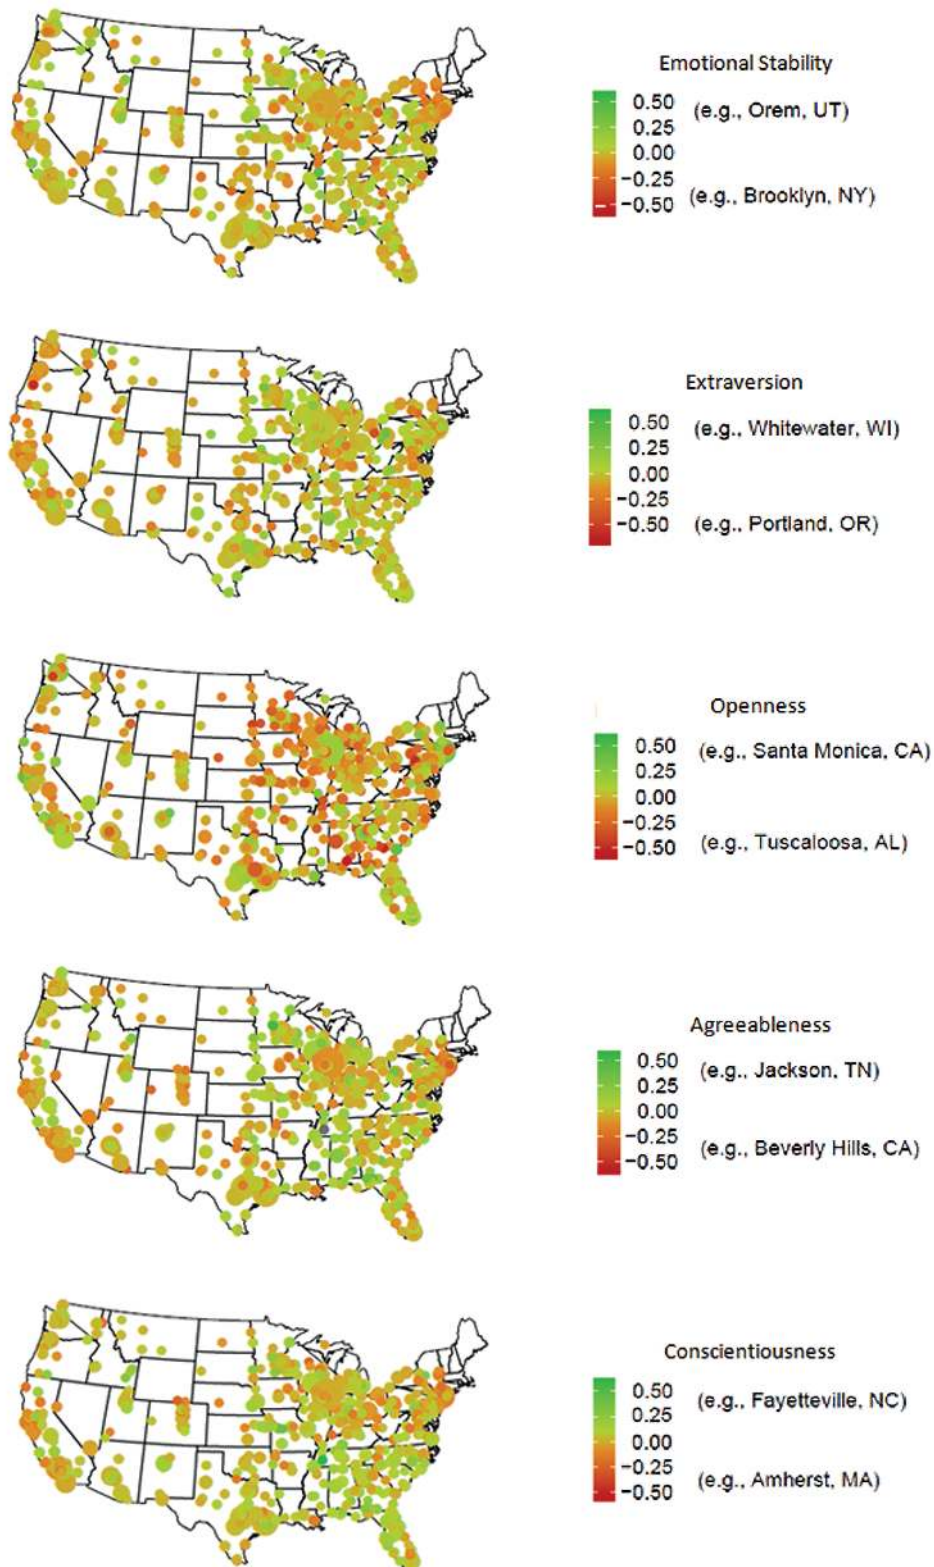 Emotional Stability
0.50 (e.g., Orem, UT)
0.25
0.00
−0.25
−0.50 (e.g., Brooklyn, NY)
Extraversion
0.50 (e.g., Whitewater, WI)
0.25
0.00
−0.25
−0.50 (e.g., Portland, OR)
Openness
0.50 (e.g., Santa Monica, CA)
0.25
0.00
−0.25
−0.50 (e.g., Tuscaloosa, AL)
Agreeableness
0.50 (e.g., Jackson, TN)
0.25
0.00
−0.25
−0.50 (e.g., Beverly Hills, CA)
Conscientiousness
0.50 (e.g., Fayetteville, NC)
0.25
0.00
−0.25
−0.50 (e.g., Amherst, MA)